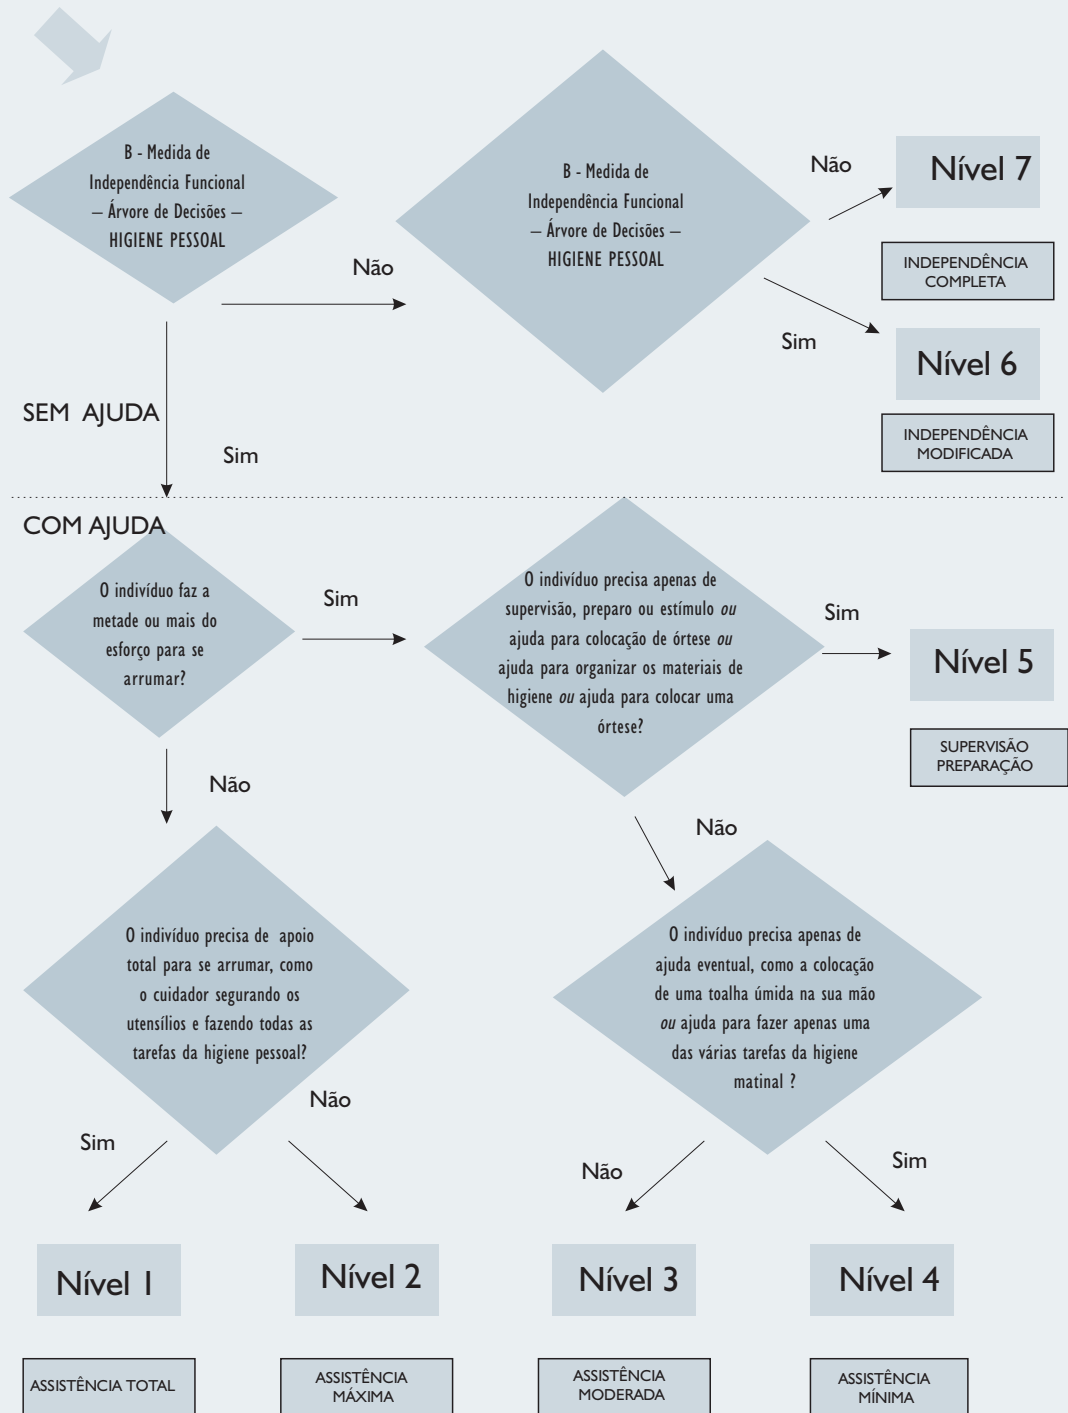 B - Medida de
Independência Funcional
– Árvore de Decisões –
HIGIENE PESSOAL
Não
B - Medida de
Independência Funcional
– Árvore de Decisões –
HIGIENE PESSOAL
Não
Nível 7
INDEPENDÊNCIA
COMPLETA
Sim
Nível 6
INDEPENDÊNCIA
MODIFICADA
SEM AJUDA
Sim
COM AJUDA
O indivíduo faz a
metade ou mais do
esforço para se
arrumar?
Sim
O indivíduo precisa apenas de
supervisão, preparo ou estímulo ou
ajuda para colocação de órtese ou
ajuda para organizar os materiais de
higiene ou ajuda para colocar uma
órtese?
Sim
Nível 5
SUPERVISÃO
PREPARAÇÃO
Não
Não
O indivíduo precisa de apoio
total para se arrumar, como
o cuidador segurando os
utensílios e fazendo todas as
tarefas da higiene pessoal?
O indivíduo precisa apenas de
ajuda eventual, como a colocação
de uma toalha úmida na sua mão
ou ajuda para fazer apenas uma
das várias tarefas da higiene
matinal ?
Sim
Não
Não
Sim
Nível 1
Nível 2
Nível 3
Nível 4
ASSISTÊNCIA TOTAL
ASSISTÊNCIA
MÁXIMA
ASSISTÊNCIA
MODERADA
ASSISTÊNCIA
MÍNIMA